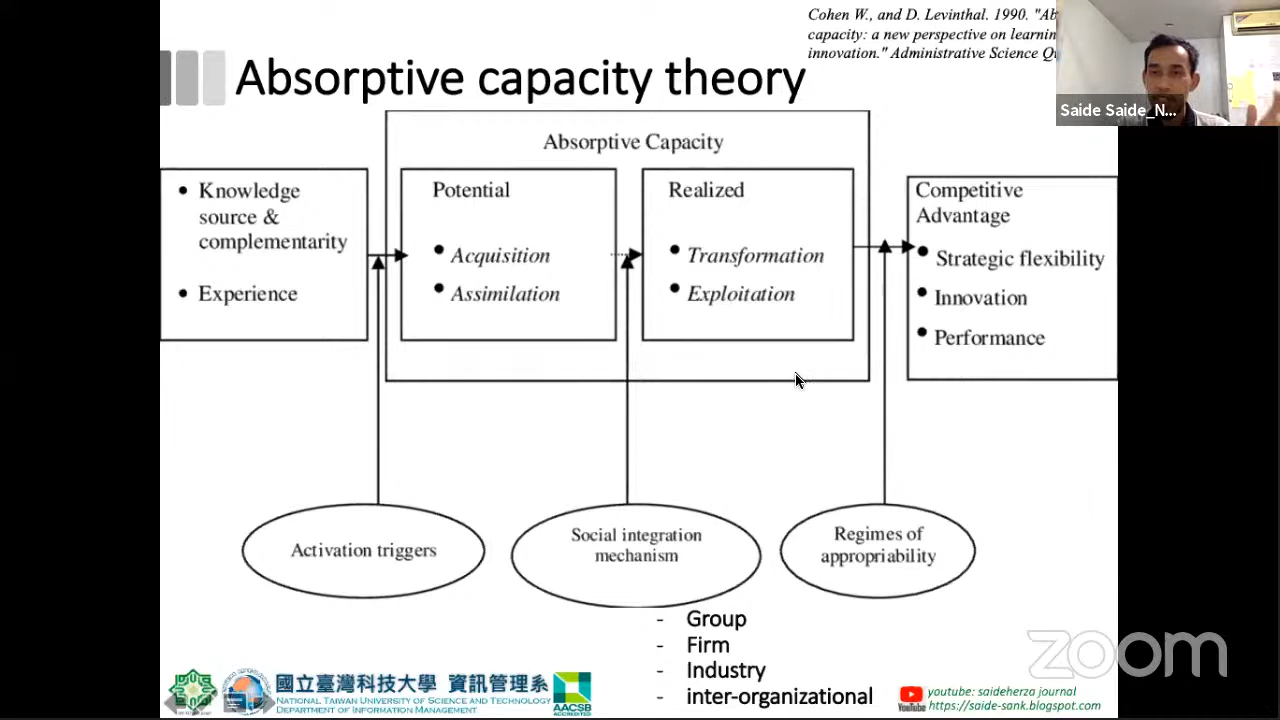 Cohen W., and D. Levinthal. 1990. "Ab
capacity: a new perspective on learnin
innovation." Administrative Science Qu
Absorptive capacity theory
Saide Saide_N...
Absorptive Capacity
• Knowledge
source &
complementarity
• Experience
Potential
• Acquisition
• Assimilation
Realized
• Transformation
• Exploitation
Competitive
Advantage
• Strategic flexibility
• Innovation
• Performance
Activation triggers
Social integration
mechanism
Regimes of
appropriability
- Group
- Firm
- Industry
- inter-organizational
zoom
國立臺灣科技大學 資訊管理系
NATIONAL TAIWAN UNIVERSITY OF SCIENCE AND TECHNOLOGY
DEPARTMENT OF INFORMATION MANAGEMENT
AACSB
ACCREDITED
YouTube
youtube: saideherza journal
https://saide-sank.blogspot.com